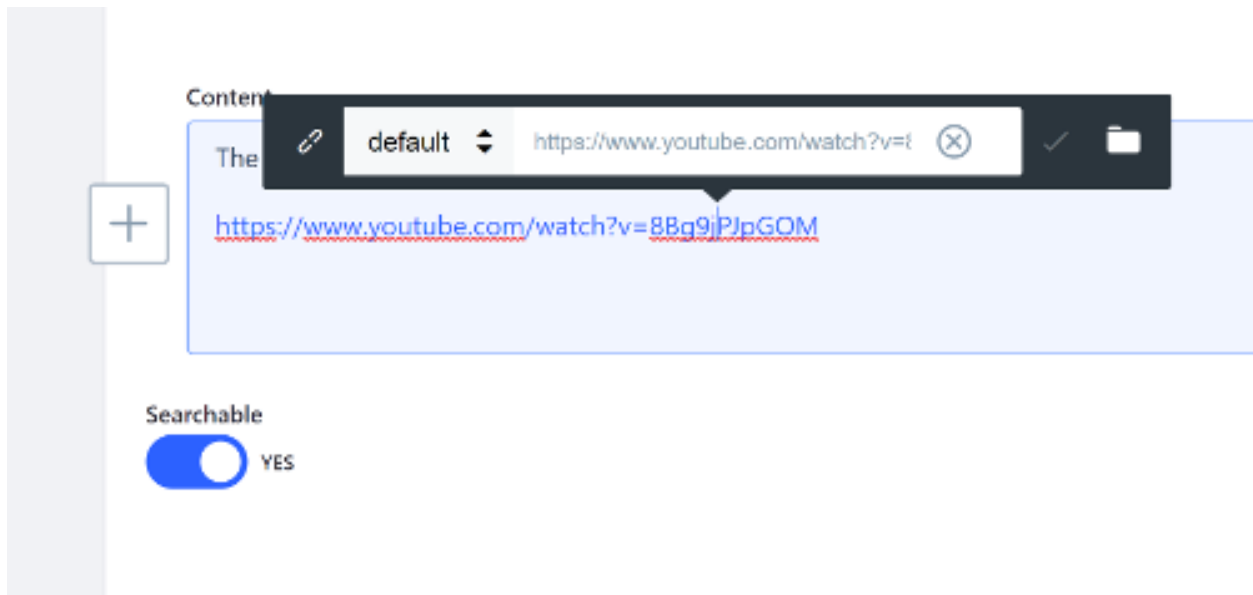 Content
default https://www.youtube.com/watch?v=8
The
https://www.youtube.com/watch?v=8Bg9jPJpGOM
Searchable
YES